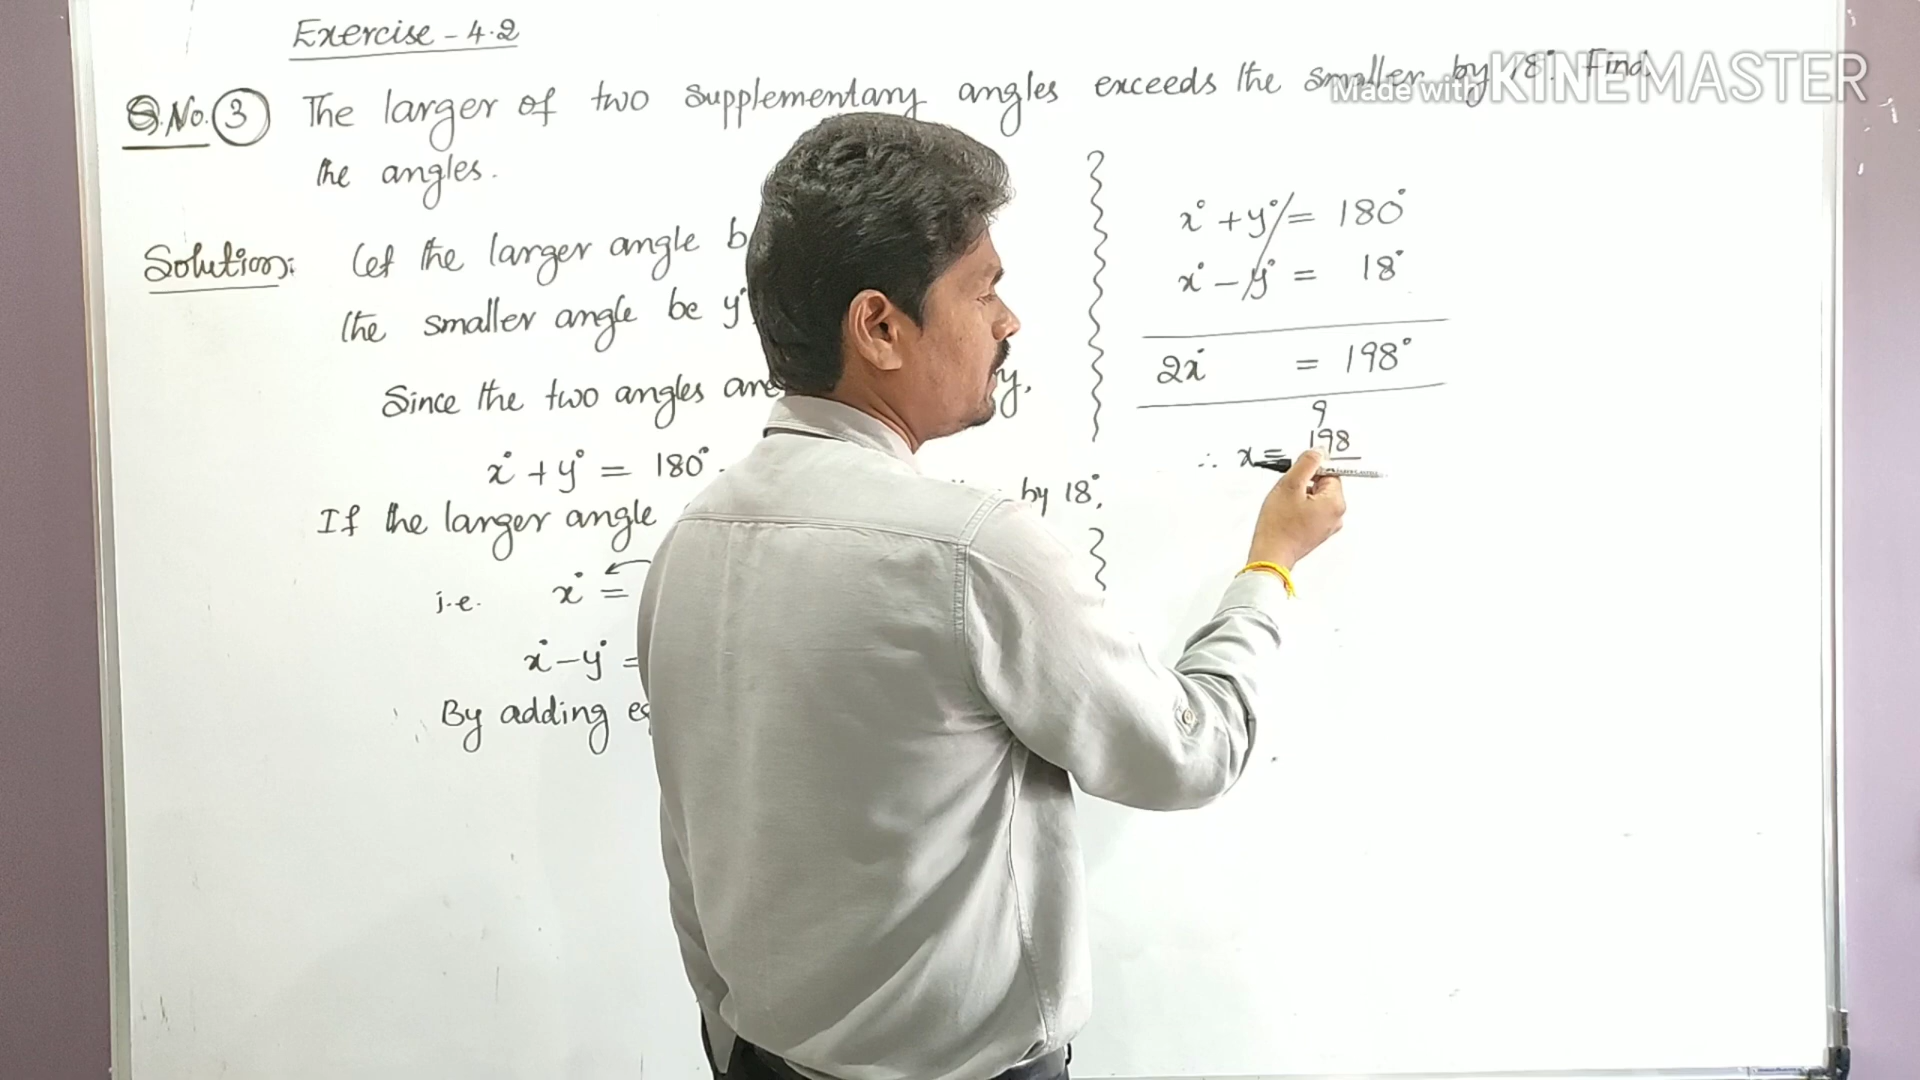 Exercise - 4.2
Q.No. 3 The larger of two supplementary angles exceeds the smaller by 18°. Find
the angles.
Solution: Let the larger angle b
the smaller angle be y°
Since the two angles are y,
x° + y° = 180°.
If the larger angle by 18°,
i.e. x° =
x° - y° =
By adding
x° + y° = 180°
x° - y° = 18°
2x° = 198°
9
∴ x = 198
Made with KINEMASTER